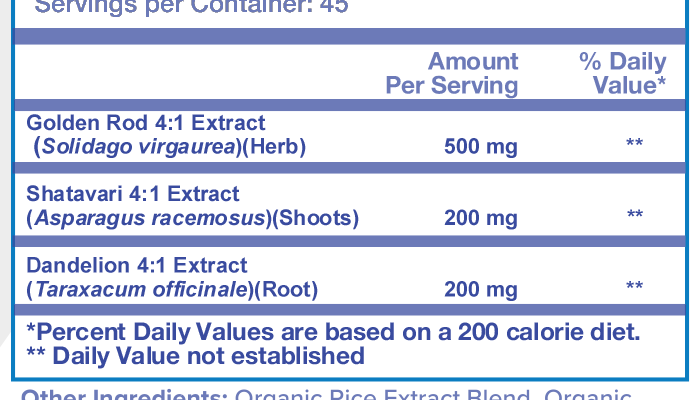 Servings per Container: 45
Amount
Per Serving
% Daily
Value*
Golden Rod 4:1 Extract
(Solidago virgaurea)(Herb) 500 mg **
Shatavari 4:1 Extract
(Asparagus racemosus)(Shoots) 200 mg **
Dandelion 4:1 Extract
(Taraxacum officinale)(Root) 200 mg **
*Percent Daily Values are based on a 200 calorie diet.
** Daily Value not established
Other Ingredients: Organic Rice Extract Blend, Organic